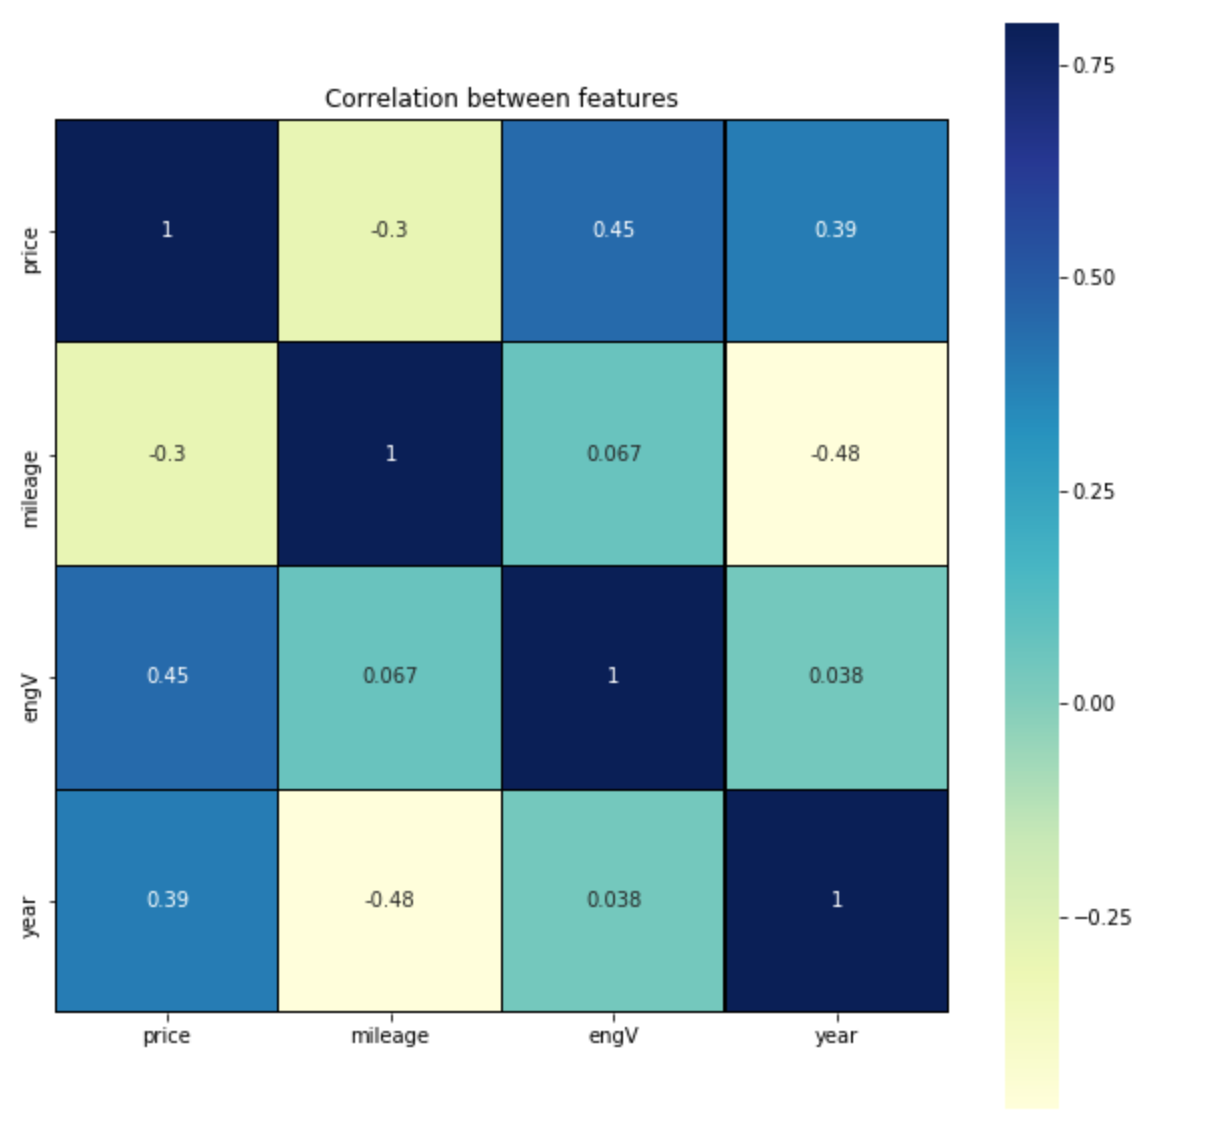 Correlation between features
price 1 -0.3 0.45 0.39
mileage -0.3 1 0.067 -0.48
engV 0.45 0.067 1 0.038
year 0.39 -0.48 0.038 1
price mileage engV year
0.75
0.50
0.25
0.00
−0.25